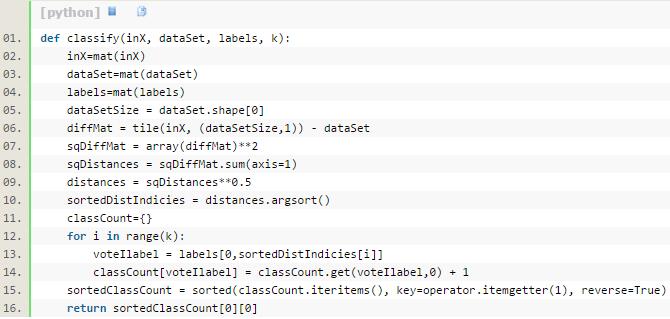 [python]
01. def classify(inX, dataSet, labels, k):
02.     inX=mat(inX)
03.     dataSet=mat(dataSet)
04.     labels=mat(labels)
05.     dataSetSize = dataSet.shape[0]
06.     diffMat = tile(inX, (dataSetSize,1)) - dataSet
07.     sqDiffMat = array(diffMat)**2
08.     sqDistances = sqDiffMat.sum(axis=1)
09.     distances = sqDistances**0.5
10.     sortedDistIndicies = distances.argsort()
11.     classCount={}
12.     for i in range(k):
13.         voteIlabel = labels[0,sortedDistIndicies[i]]
14.         classCount[voteIlabel] = classCount.get(voteIlabel,0) + 1
15.     sortedClassCount = sorted(classCount.iteritems(), key=operator.itemgetter(1), reverse=True)
16.     return sortedClassCount[0][0]